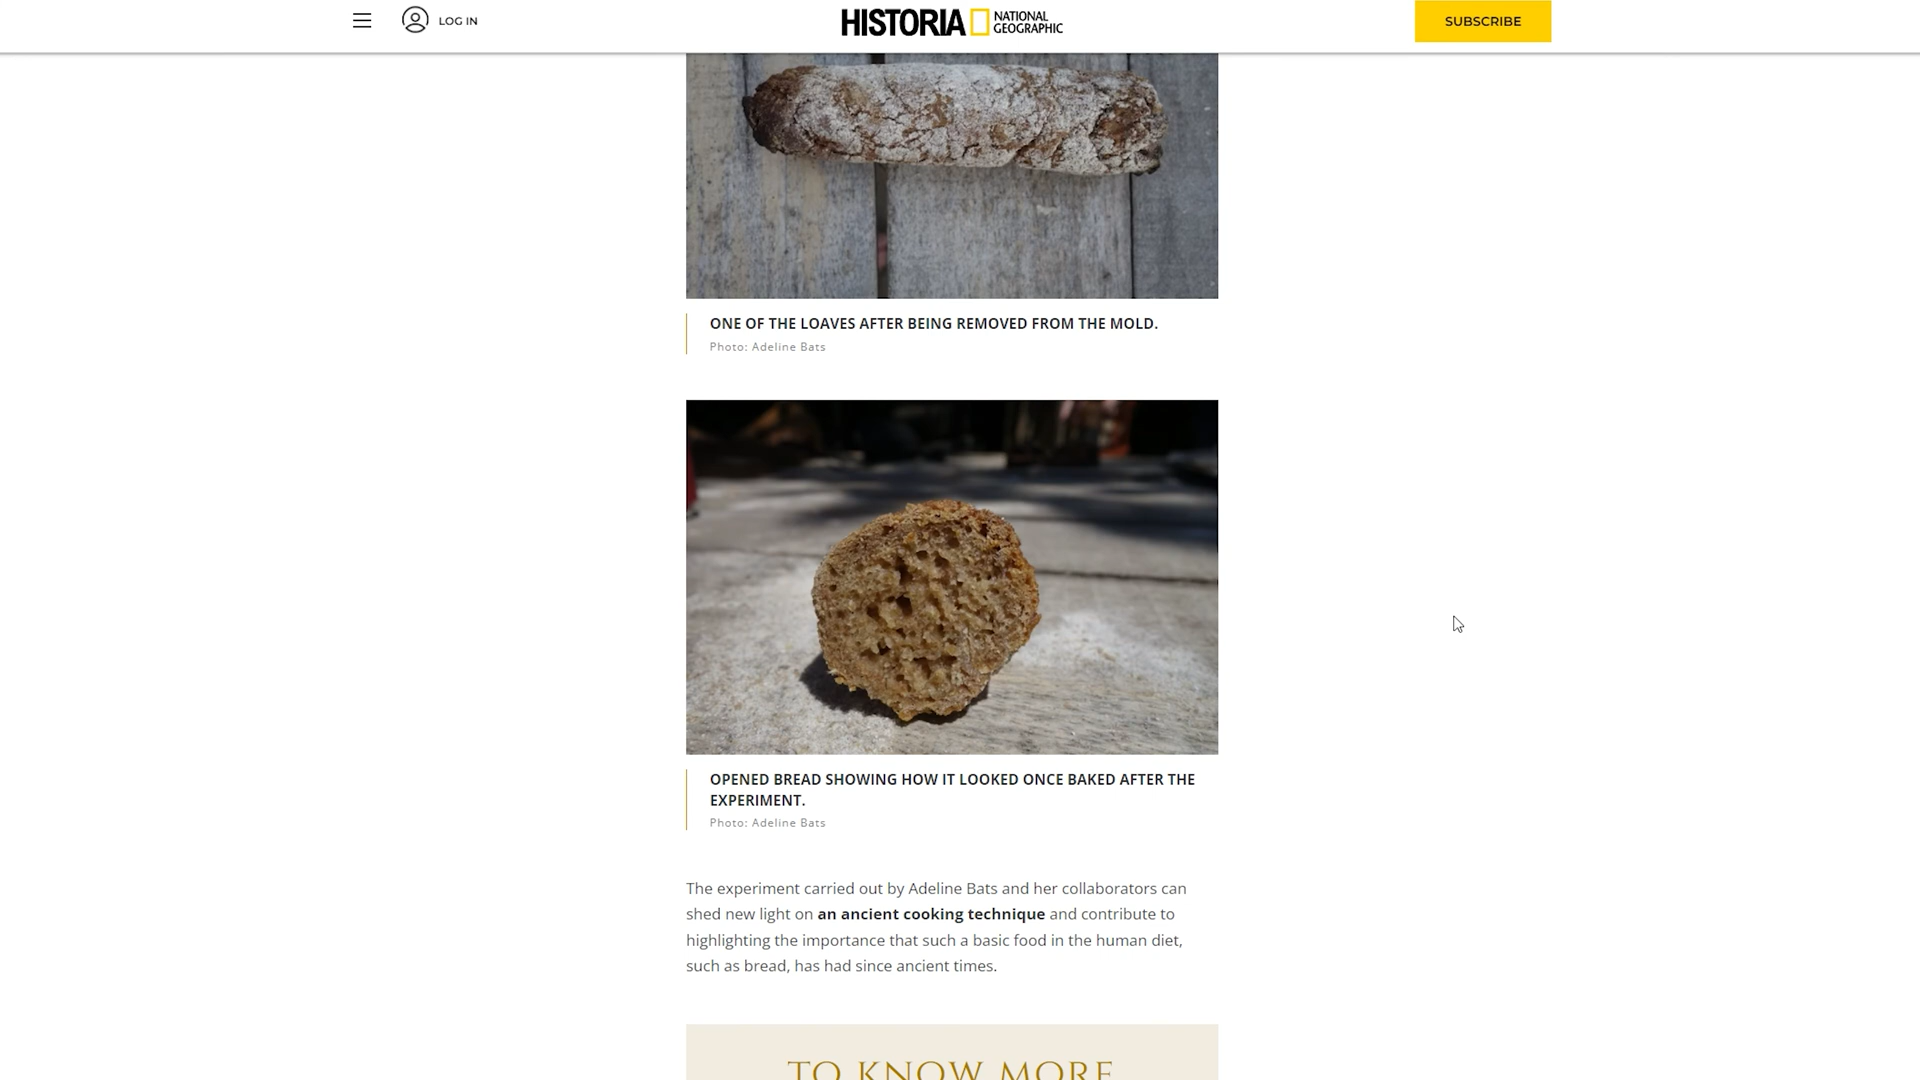 LOG IN
HISTORIA NATIONAL GEOGRAPHIC
SUBSCRIBE
ONE OF THE LOAVES AFTER BEING REMOVED FROM THE MOLD.
Photo: Adeline Bats
OPENED BREAD SHOWING HOW IT LOOKED ONCE BAKED AFTER THE
EXPERIMENT.
Photo: Adeline Bats
The experiment carried out by Adeline Bats and her collaborators can
shed new light on an ancient cooking technique and contribute to
highlighting the importance that such a basic food in the human diet,
such as bread, has had since ancient times.
TO KNOW MORE